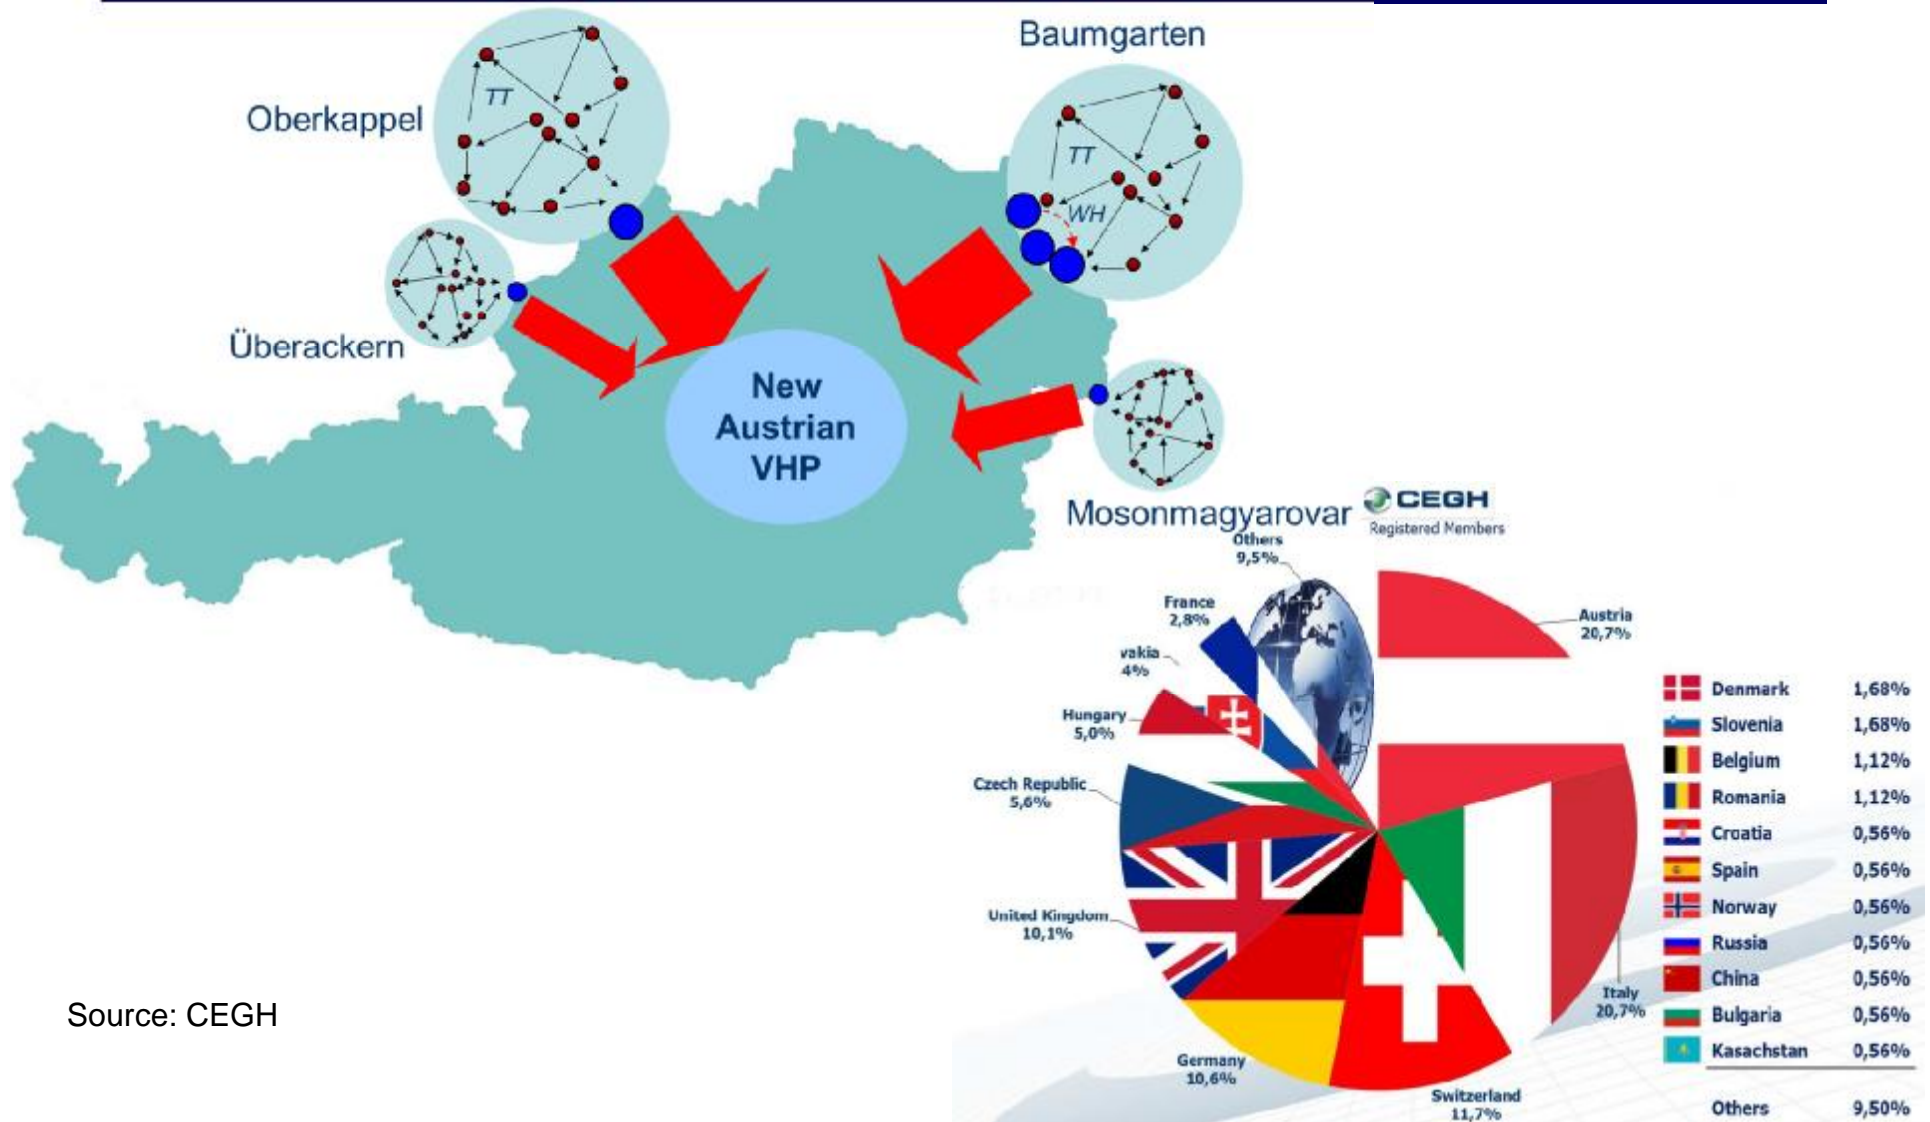 Baumgarten
Oberkappel
TT
TT
WH
Überackern
New
Austrian
VHP
Mosonmagyarovar
CEGH
Registered Members
Others
9,5%
France
2,8%
vakia
4%
Hungary
5,0%
Czech Republic
5,6%
United Kingdom
10,1%
Germany
10,6%
Switzerland
11,7%
Italy
20,7%
Austria
20,7%
Denmark 1,68%
Slovenia 1,68%
Belgium 1,12%
Romania 1,12%
Croatia 0,56%
Spain 0,56%
Norway 0,56%
Russia 0,56%
China 0,56%
Bulgaria 0,56%
Kasachstan 0,56%
Others 9,50%
Source: CEGH